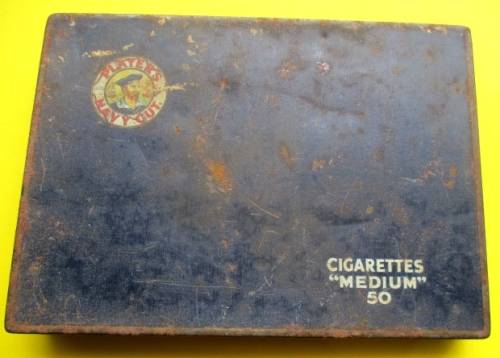 PLAYER'S
NAVY CUT.
CIGARETTES
"MEDIUM"
50